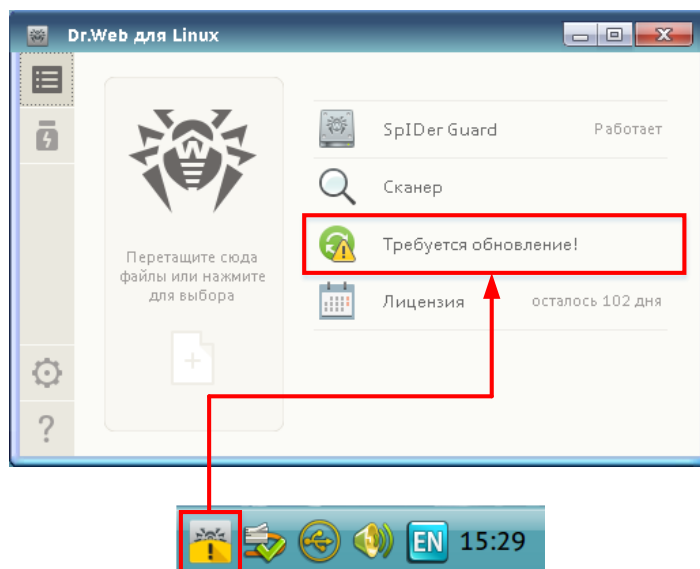 Dr.Web для Linux
SpIDer Guard Работает
Сканер
Требуется обновление!
Лицензия осталось 102 дня
Перетащите сюда
файлы или нажмите
для выбора
EN 15:29